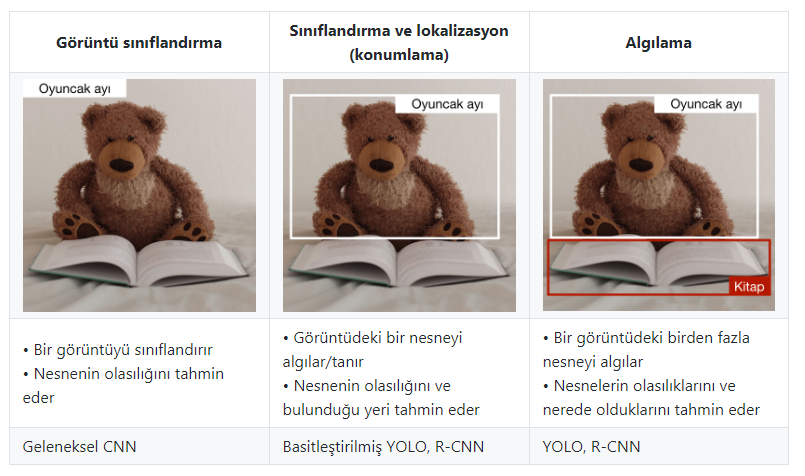 Görüntü sınıflandırma
Sınıflandırma ve lokalizasyon
(konumlama)
Algılama
Oyuncak ayı
Oyuncak ayı
Oyuncak ayı
Kitap
• Bir görüntüyü sınıflandırır
• Nesnenin olasılığını tahmin
eder
• Görüntüdeki bir nesneyi
algılar/tanır
• Nesnenin olasılığını ve
bulunduğu yeri tahmin eder
• Bir görüntüdeki birden fazla
nesneyi algılar
• Nesnelerin olasılıklarını ve
nerede olduklarını tahmin eder
Geleneksel CNN
Basitleştirilmiş YOLO, R-CNN
YOLO, R-CNN